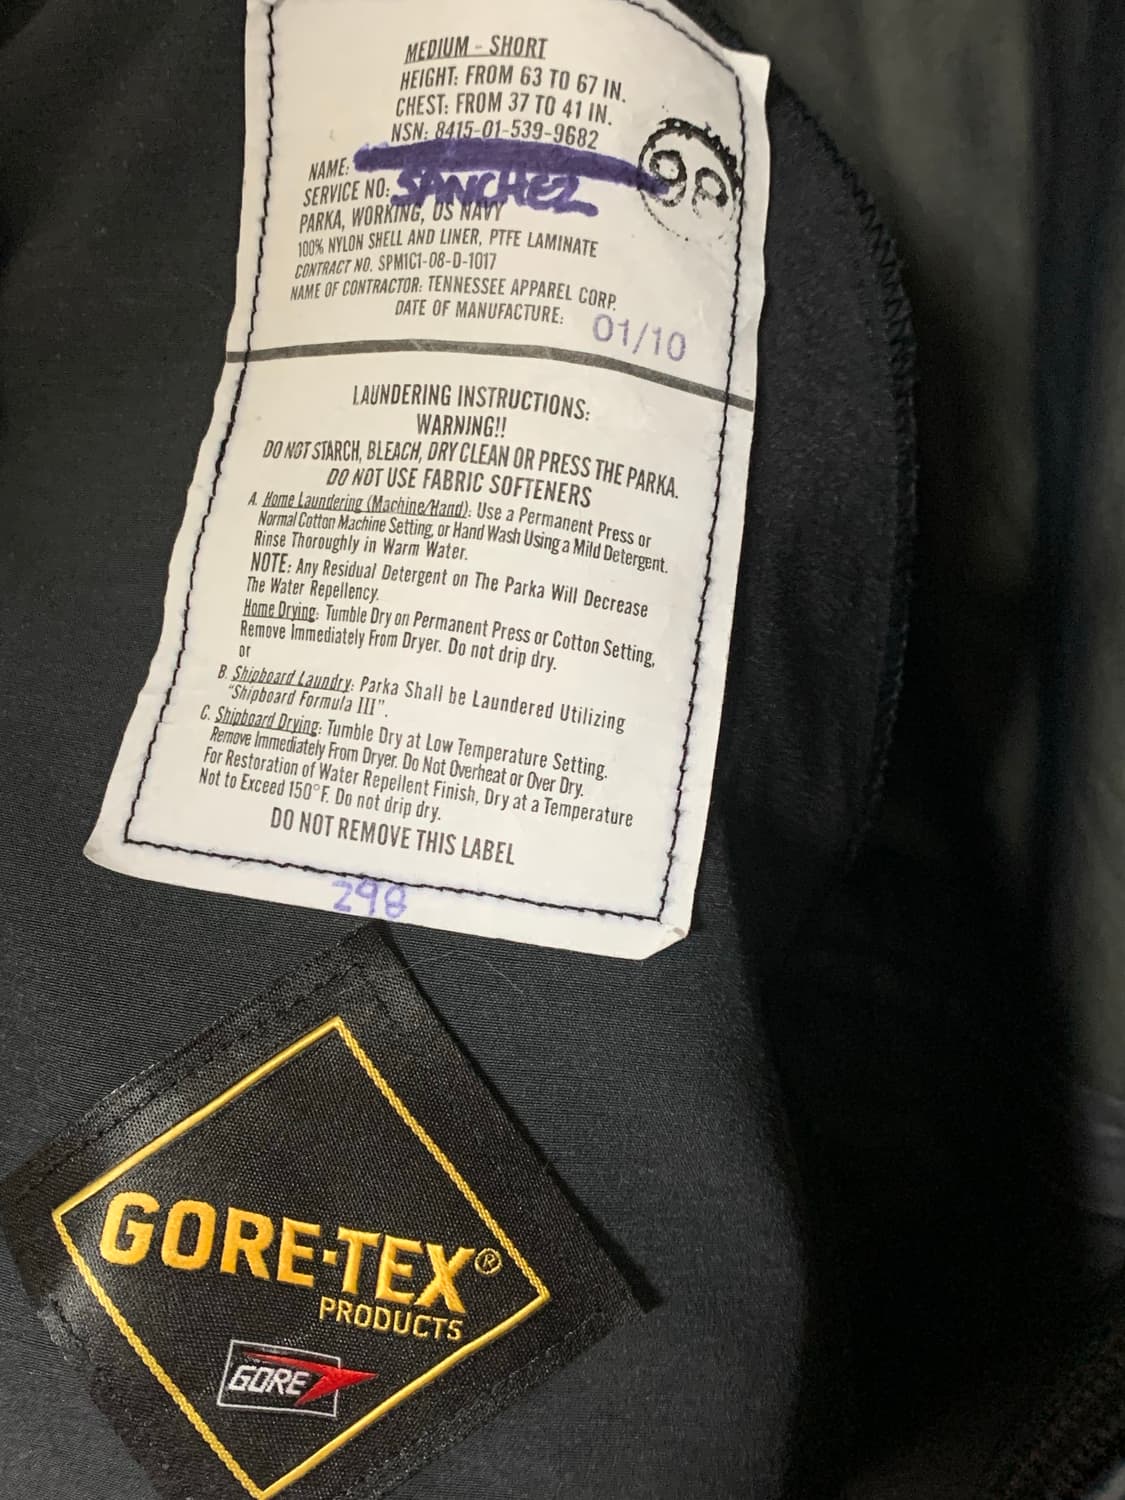 MEDIUM - SHORT
HEIGHT: FROM 63 TO 67 IN.
CHEST: FROM 37 TO 41 IN.
NSN: 8415-01-539-9682
98
NAME:
SERVICE NO: SANCHEZ
PARKA, WORKING, US NAVY
100% NYLON SHELL AND LINER, PTFE LAMINATE
CONTRACT NO. SPM1C1-08-D-1017
NAME OF CONTRACTOR: TENNESSEE APPAREL CORP.
DATE OF MANUFACTURE: 01/10
LAUNDERING INSTRUCTIONS:
WARNING!!
DO NOT STARCH, BLEACH, DRY CLEAN OR PRESS THE PARKA.
DO NOT USE FABRIC SOFTENERS
A. Home Laundering (Machine/Hand): Use a Permanent Press or
Normal Cotton Machine Setting, or Hand Wash Using a Mild Detergent.
Rinse Thoroughly in Warm Water.
NOTE: Any Residual Detergent on The Parka Will Decrease
The Water Repellency.
Home Drying: Tumble Dry on Permanent Press or Cotton Setting,
Remove Immediately From Dryer. Do not drip dry.
or
B. Shipboard Laundry: Parka Shall be Laundered Utilizing
"Shipboard Formula III".
C. Shipboard Drying: Tumble Dry at Low Temperature Setting.
Remove Immediately From Dryer. Do Not Overheat or Over Dry.
For Restoration of Water Repellent Finish, Dry at a Temperature
Not to Exceed 150°F. Do not drip dry.
DO NOT REMOVE THIS LABEL
298
GORE-TEX®
PRODUCTS
GORE